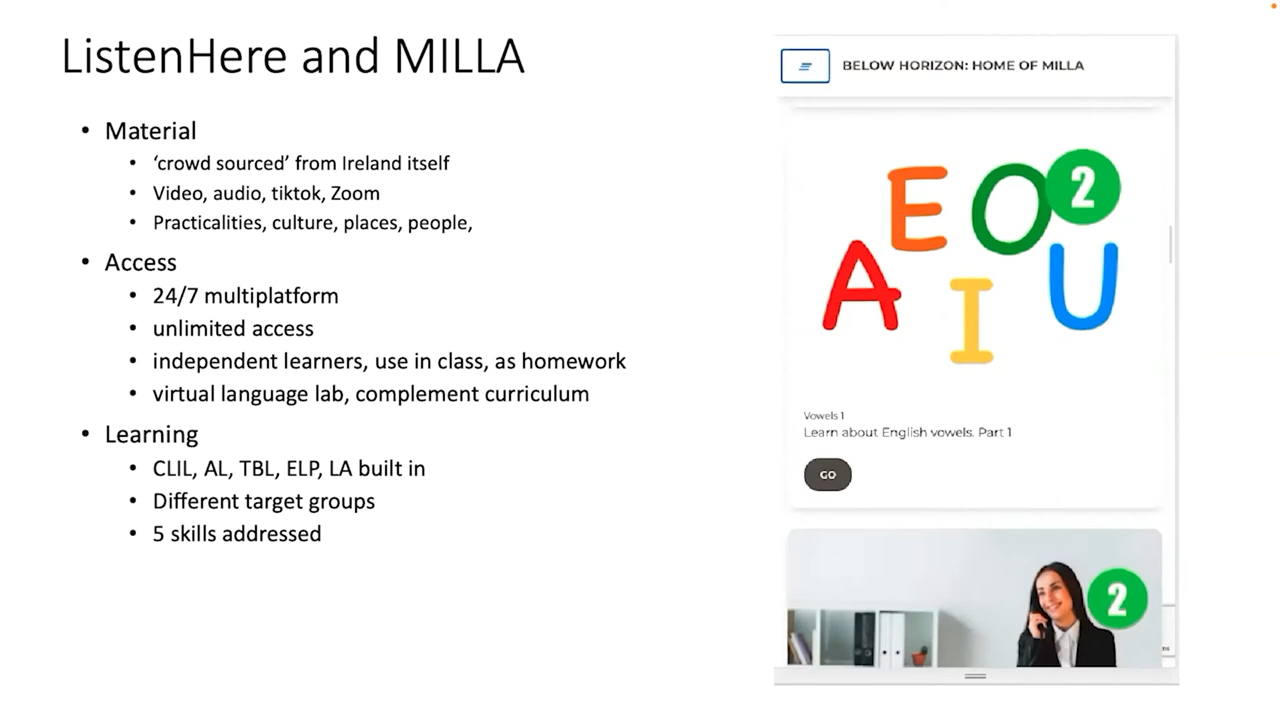 ListenHere and MILLA
• Material
• ‘crowd sourced’ from Ireland itself
• Video, audio, tiktok, Zoom
• Practicalities, culture, places, people,
• Access
• 24/7 multiplatform
• unlimited access
• independent learners, use in class, as homework
• virtual language lab, complement curriculum
• Learning
• CLIL, AL, TBL, ELP, LA built in
• Different target groups
• 5 skills addressed
BELOW HORIZON: HOME OF MILLA
A E I O U
2
Vowels 1
Learn about English vowels. Part 1
GO
2